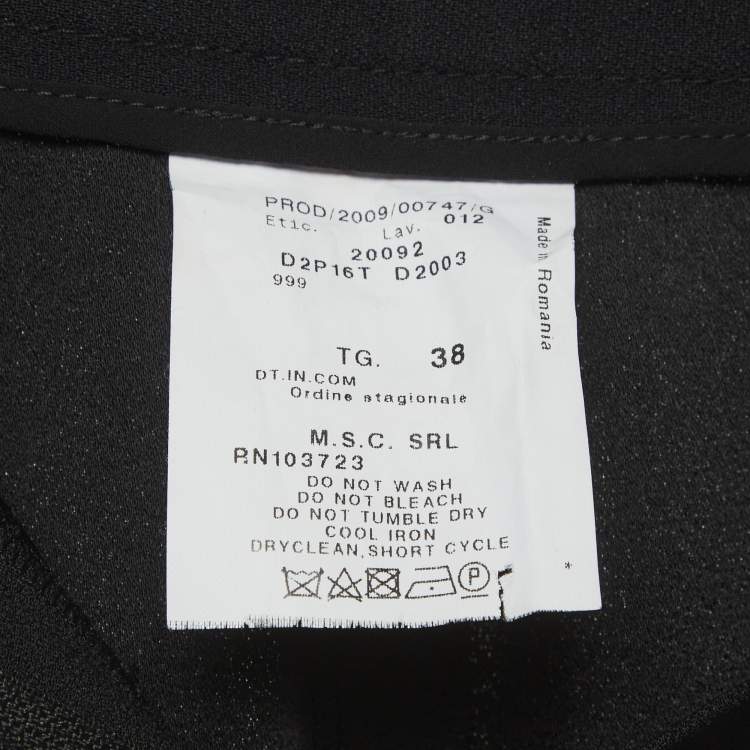 PROD/2009/00747/G
Etic. Lav. 012
20092
D2P16T D2003
999
Made in Romania
TG. 38
DT.IN.COM
Ordine stagionale
M.S.C. SRL
RN103723
DO NOT WASH
DO NOT BLEACH
DO NOT TUMBLE DRY
COOL IRON
DRYCLEAN,SHORT CYCLE
P
*